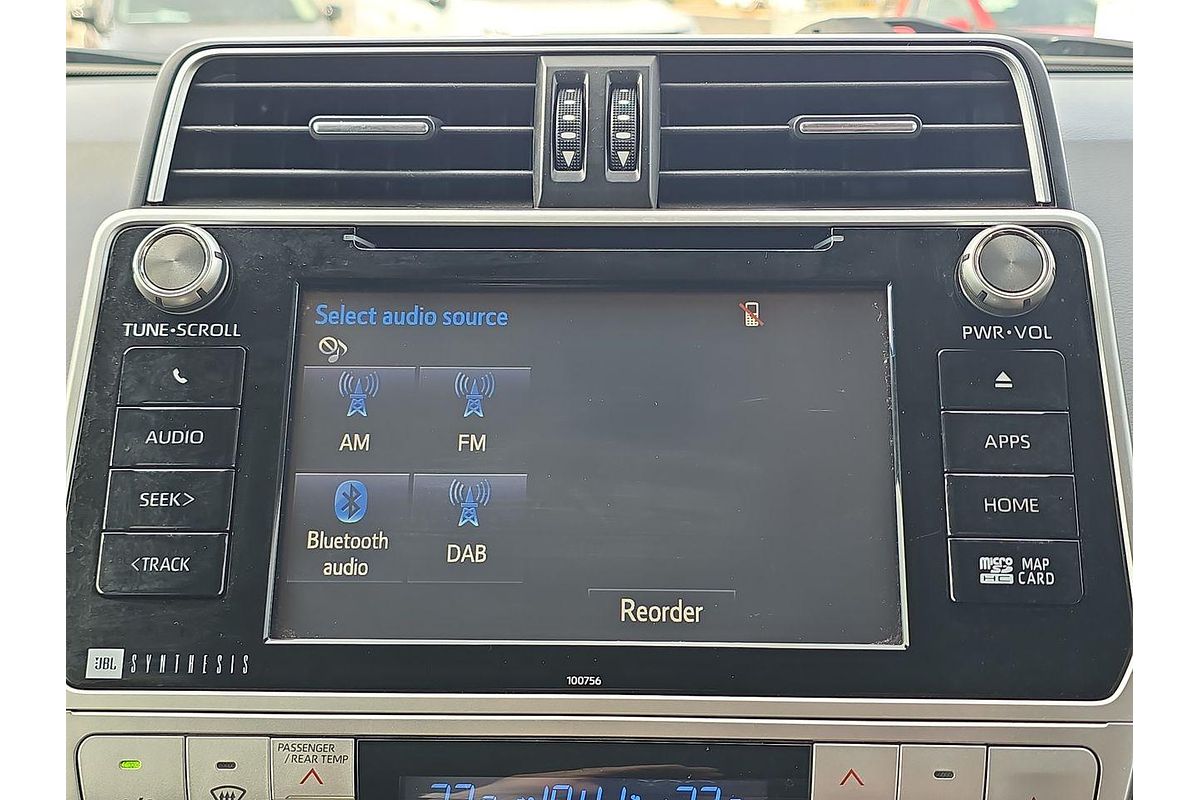 TUNE•SCROLL
AUDIO
SEEK>
<TRACK
JBL SYNTHESIS
Select audio source
AM
FM
Bluetooth
audio
DAB
Reorder
100756
PWR•VOL
APPS
HOME
micro SD HC MAP
CARD
PASSENGER
/REAR TEMP